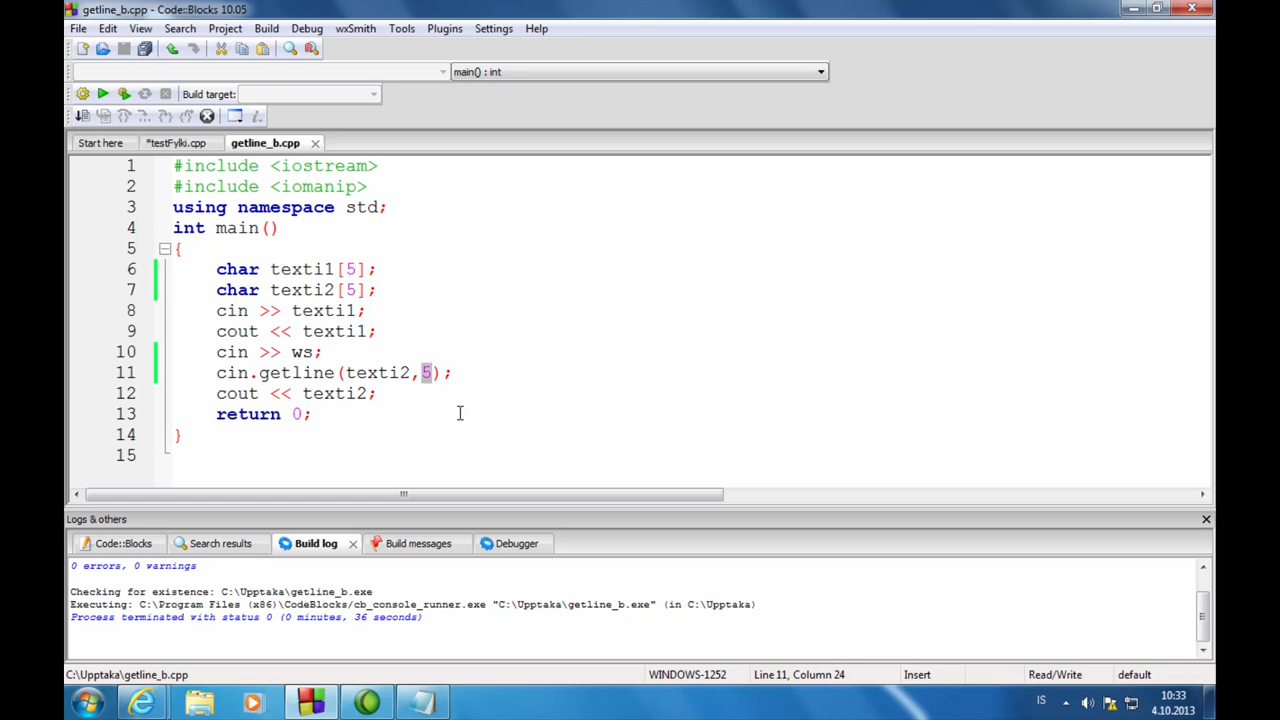 getline_b.cpp - Code::Blocks 10.05
File Edit View Search Project Build Debug wxSmith Tools Plugins Settings Help
main() : int
Build target:
Start here *testFylki.cpp getline_b.cpp
1 #include <iostream>
2 #include <iomanip>
3 using namespace std;
4 int main()
5 {
6 char texti1[5];
7 char texti2[5];
8 cin >> texti1;
9 cout << texti1;
10 cin >> ws;
11 cin.getline(texti2,5);
12 cout << texti2;
13 return 0;
14 }
15
Logs & others
Code::Blocks Search results Build log Build messages Debugger
0 errors, 0 warnings
Checking for existence: C:\Upptaka\getline_b.exe
Executing: C:\Program Files (x86)\CodeBlocks/cb_console_runner.exe "C:\Upptaka\getline_b.exe" (in C:\Upptaka)
Process terminated with status 0 (0 minutes, 36 seconds)
C:\Upptaka\getline_b.cpp WINDOWS-1252 Line 11, Column 24 Insert Read/Write default
IS 10:33
4.10.2013